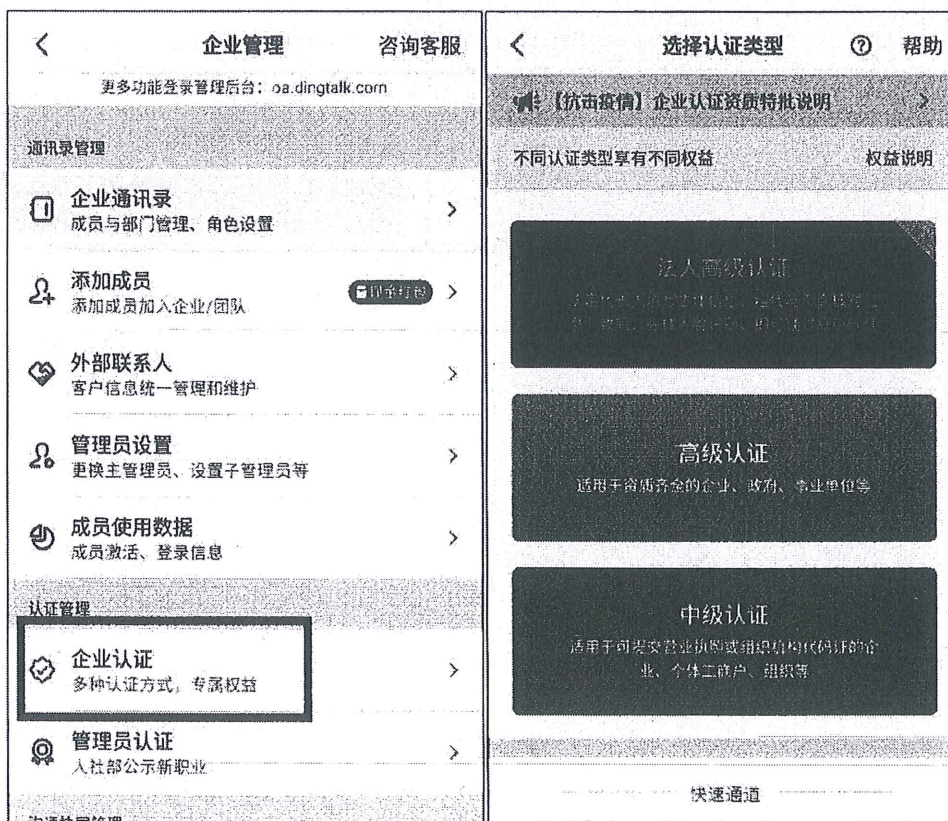 企业管理
咨询客服
更多功能登录管理后台：oa.dingtalk.com
通讯录管理
企业通讯录
成员与部门管理、角色设置
添加成员
添加成员加入企业/团队
外部联系人
客户信息统一管理和维护
管理员设置
更换主管理员、设置子管理员等
成员使用数据
成员激活、登录信息
认证管理
企业认证
多种认证方式，专属权益
管理员认证
人社部公示新职业
选择认证类型
帮助
【抗击疫情】企业认证资质特批说明
不同认证类型享有不同权益
权益说明
法人高级认证
高级认证
适用于资质齐全的企业、政府、事业单位等
中级认证
适用于可提交营业执照或组织机构代码证的企
业、个体工商户、组织等
快速通道